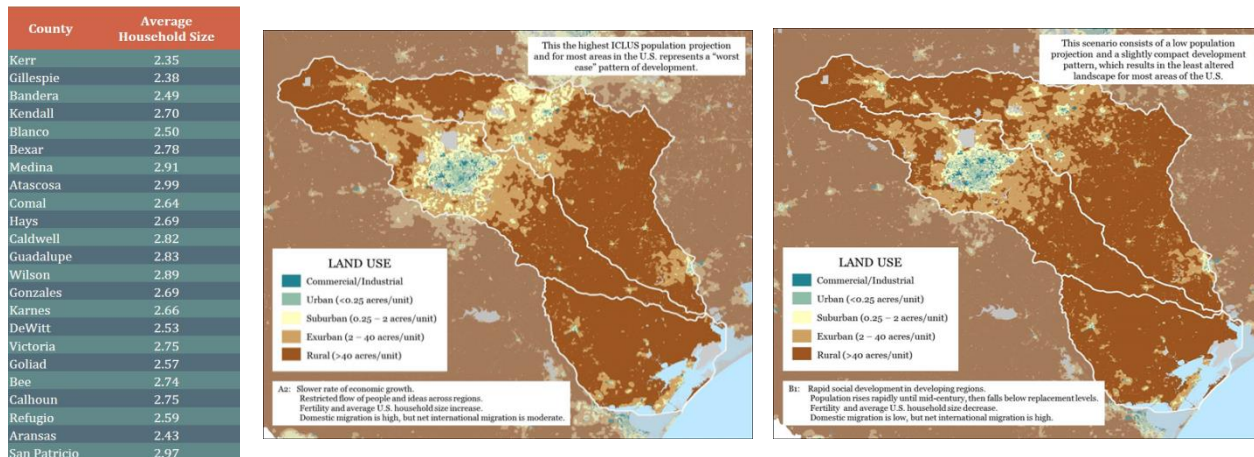 County Average Household Size
Kerr 2.35
Gillespie 2.38
Bandera 2.49
Kendall 2.70
Blanco 2.50
Bexar 2.78
Medina 2.91
Atascosa 2.99
Comal 2.64
Hays 2.69
Caldwell 2.82
Guadalupe 2.83
Wilson 2.89
Gonzales 2.69
Karnes 2.66
DeWitt 2.53
Victoria 2.75
Goliad 2.57
Bee 2.74
Calhoun 2.75
Refugio 2.59
Aransas 2.43
San Patricio 2.97
This the highest ICLUS population projection
and for most areas in the U.S. represents a "worst
case" pattern of development.
LAND USE
Commercial/Industrial
Urban (<0.25 acres/unit)
Suburban (0.25 – 2 acres/unit)
Exurban (2 – 40 acres/unit)
Rural (>40 acres/unit)
A2: Slower rate of economic growth.
Restricted flow of people and ideas across regions.
Fertility and average U.S. household size increase.
Domestic migration is high, but net international migration is moderate.
This scenario consists of a low population
projection and a slightly compact development
pattern, which results in the least altered
landscape for most areas of the U.S.
LAND USE
Commercial/Industrial
Urban (<0.25 acres/unit)
Suburban (0.25 – 2 acres/unit)
Exurban (2 – 40 acres/unit)
Rural (>40 acres/unit)
B1: Rapid social development in developing regions.
Population rises rapidly until mid-century, then falls below replacement levels.
Fertility and average U.S. household size decrease.
Domestic migration is low, but net international migration is high.